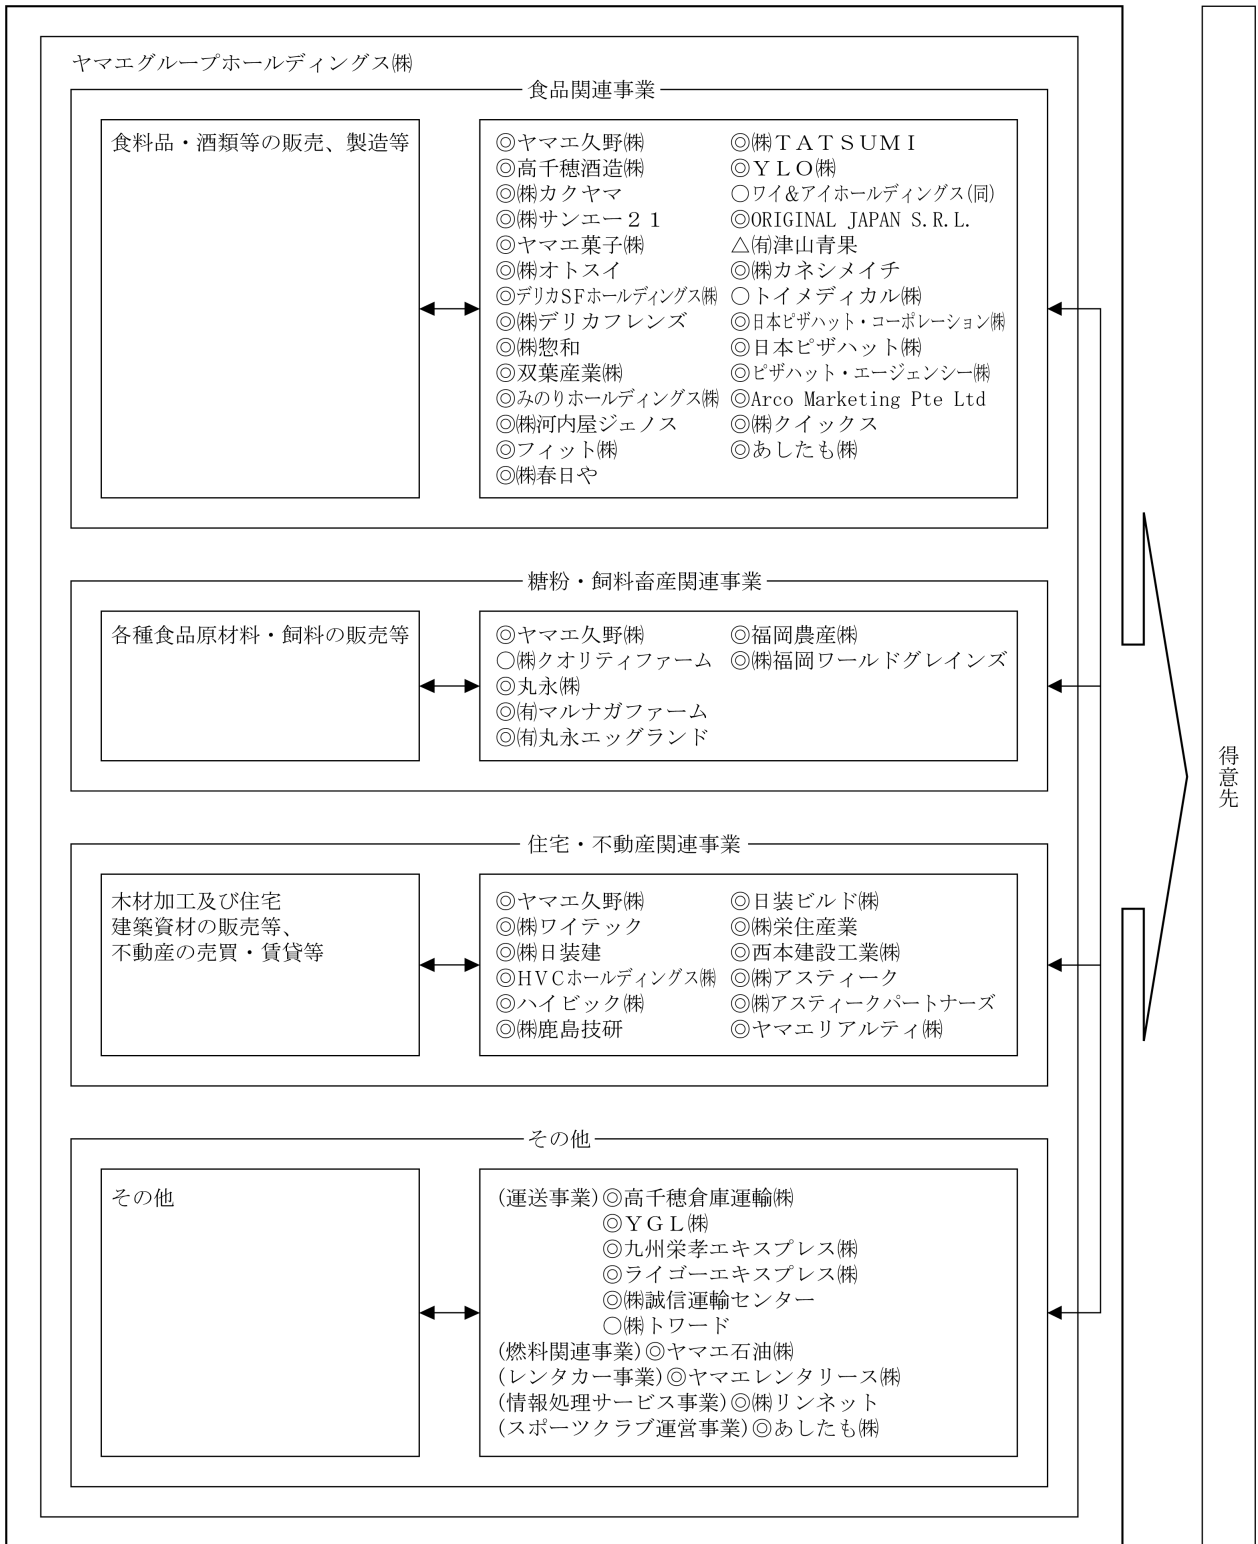 ヤマエグループホールディングス㈱
食品関連事業
食料品・酒類等の販売、製造等
◎ヤマエ久野㈱
◎高千穂酒造㈱
◎㈱カクヤマ
◎㈱サンエー２１
◎ヤマエ菓子㈱
◎㈱オトスイ
◎デリカSFホールディングス㈱
◎㈱デリカフレンズ
◎㈱惣和
◎双葉産業㈱
◎みのりホールディングス㈱
◎㈱河内屋ジェノス
◎フィット㈱
◎㈱春日や
◎㈱ＴＡＴＳＵＭＩ
◎ＹＬＯ㈱
○ワイ&アイホールディングス(同)
◎ORIGINAL JAPAN S.R.L.
△㈲津山青果
◎㈱カネシメイチ
○トイメディカル㈱
◎日本ピザハット・コーポレーション㈱
◎日本ピザハット㈱
◎ピザハット・エージェンシー㈱
◎Arco Marketing Pte Ltd
◎㈱クイックス
◎あしたも㈱
糖粉・飼料畜産関連事業
各種食品原材料・飼料の販売等
◎ヤマエ久野㈱
○㈱クオリティファーム
◎丸永㈱
◎㈲マルナガファーム
◎㈲丸永エッグランド
◎福岡農産㈱
◎㈱福岡ワールドグレインズ
住宅・不動産関連事業
木材加工及び住宅
建築資材の販売等、
不動産の売買・賃貸等
◎ヤマエ久野㈱
◎㈱ワイテック
◎㈱日装建
◎HVCホールディングス㈱
◎ハイビック㈱
◎㈱鹿島技研
◎日装ビルド㈱
◎㈱栄住産業
◎西本建設工業㈱
◎㈱アスティーク
◎㈱アスティークパートナーズ
◎ヤマエリアルティ㈱
その他
その他
(運送事業)◎高千穂倉庫運輸㈱
◎ＹＧＬ㈱
◎九州栄孝エキスプレス㈱
◎ライゴーエキスプレス㈱
◎㈱誠信運輸センター
○㈱トワード
(燃料関連事業)◎ヤマエ石油㈱
(レンタカー事業)◎ヤマエレンタリース㈱
(情報処理サービス事業)◎㈱リンネット
(スポーツクラブ運営事業)◎あしたも㈱
得意先